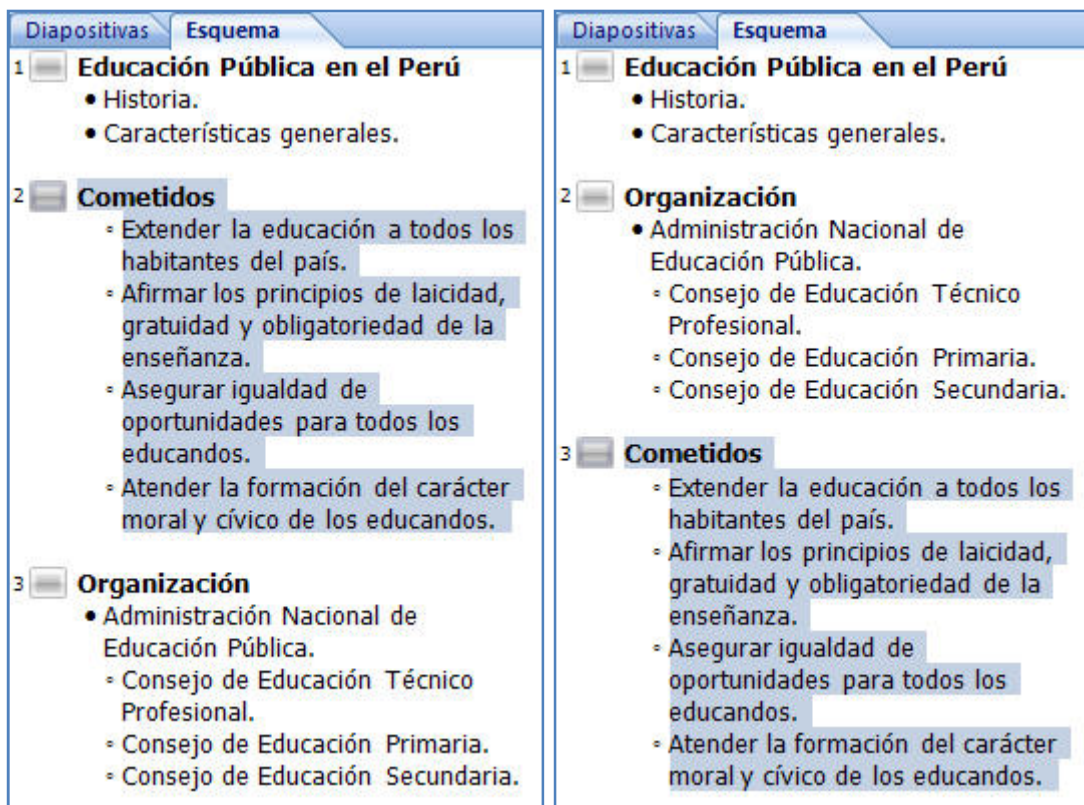 Diapositivas Esquema
1 Educación Pública en el Perú
• Historia.
• Características generales.
2 Cometidos
◦ Extender la educación a todos los
habitantes del país.
◦ Afirmar los principios de laicidad,
gratuidad y obligatoriedad de la
enseñanza.
◦ Asegurar igualdad de
oportunidades para todos los
educandos.
◦ Atender la formación del carácter
moral y cívico de los educandos.
3 Organización
• Administración Nacional de
Educación Pública.
◦ Consejo de Educación Técnico
Profesional.
◦ Consejo de Educación Primaria.
◦ Consejo de Educación Secundaria.
Diapositivas Esquema
1 Educación Pública en el Perú
• Historia.
• Características generales.
2 Organización
• Administración Nacional de
Educación Pública.
◦ Consejo de Educación Técnico
Profesional.
◦ Consejo de Educación Primaria.
◦ Consejo de Educación Secundaria.
3 Cometidos
◦ Extender la educación a todos los
habitantes del país.
◦ Afirmar los principios de laicidad,
gratuidad y obligatoriedad de la
enseñanza.
◦ Asegurar igualdad de
oportunidades para todos los
educandos.
◦ Atender la formación del carácter
moral y cívico de los educandos.